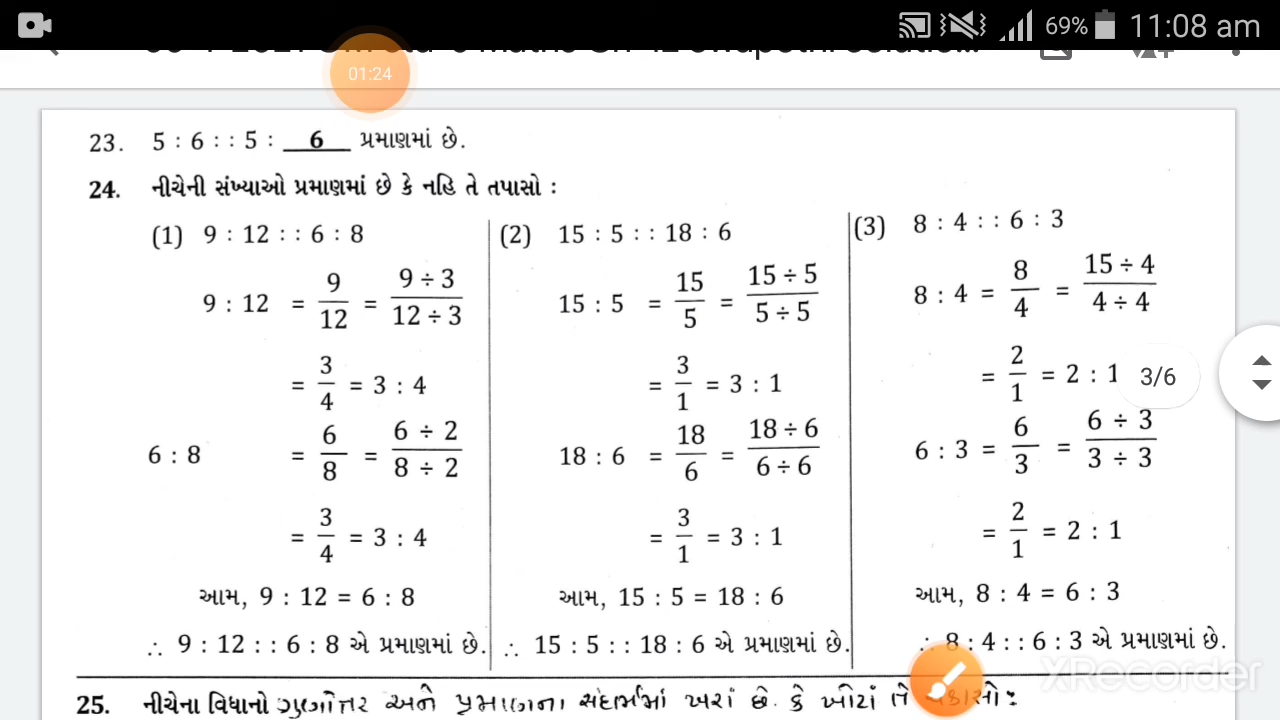 69% 11:08 am
01:24
23. 5 : 6 : : 5 : 6 પ્રમાણમાં છે.
24. નીચેની સંખ્યાઓ પ્રમાણમાં છે કે નહિ તે તપાસો :
(1) 9 : 12 : : 6 : 8
9 : 12 = 9/12 = 9 ÷ 3/12 ÷ 3
= 3/4 = 3 : 4
6 : 8 = 6/8 = 6 ÷ 2/8 ÷ 2
= 3/4 = 3 : 4
આમ, 9 : 12 = 6 : 8
∴ 9 : 12 : : 6 : 8 એ પ્રમાણમાં છે.
(2) 15 : 5 : : 18 : 6
15 : 5 = 15/5 = 15 ÷ 5/5 ÷ 5
= 3/1 = 3 : 1
18 : 6 = 18/6 = 18 ÷ 6/6 ÷ 6
= 3/1 = 3 : 1
આમ, 15 : 5 = 18 : 6
∴ 15 : 5 : : 18 : 6 એ પ્રમાણમાં છે.
(3) 8 : 4 : : 6 : 3
8 : 4 = 8/4 = 15 ÷ 4/4 ÷ 4
= 2/1 = 2 : 1
6 : 3 = 6/3 = 6 ÷ 3/3 ÷ 3
= 2/1 = 2 : 1
આમ, 8 : 4 = 6 : 3
∴ 8 : 4 : : 6 : 3 એ પ્રમાણમાં છે.
3/6
XRecorder
25. નીચેના વિધાનો ગુણોત્તર અને પ્રમાણના સંદર્ભમાં ખરાં છે. કે ખોટાં તે ચકાસો :